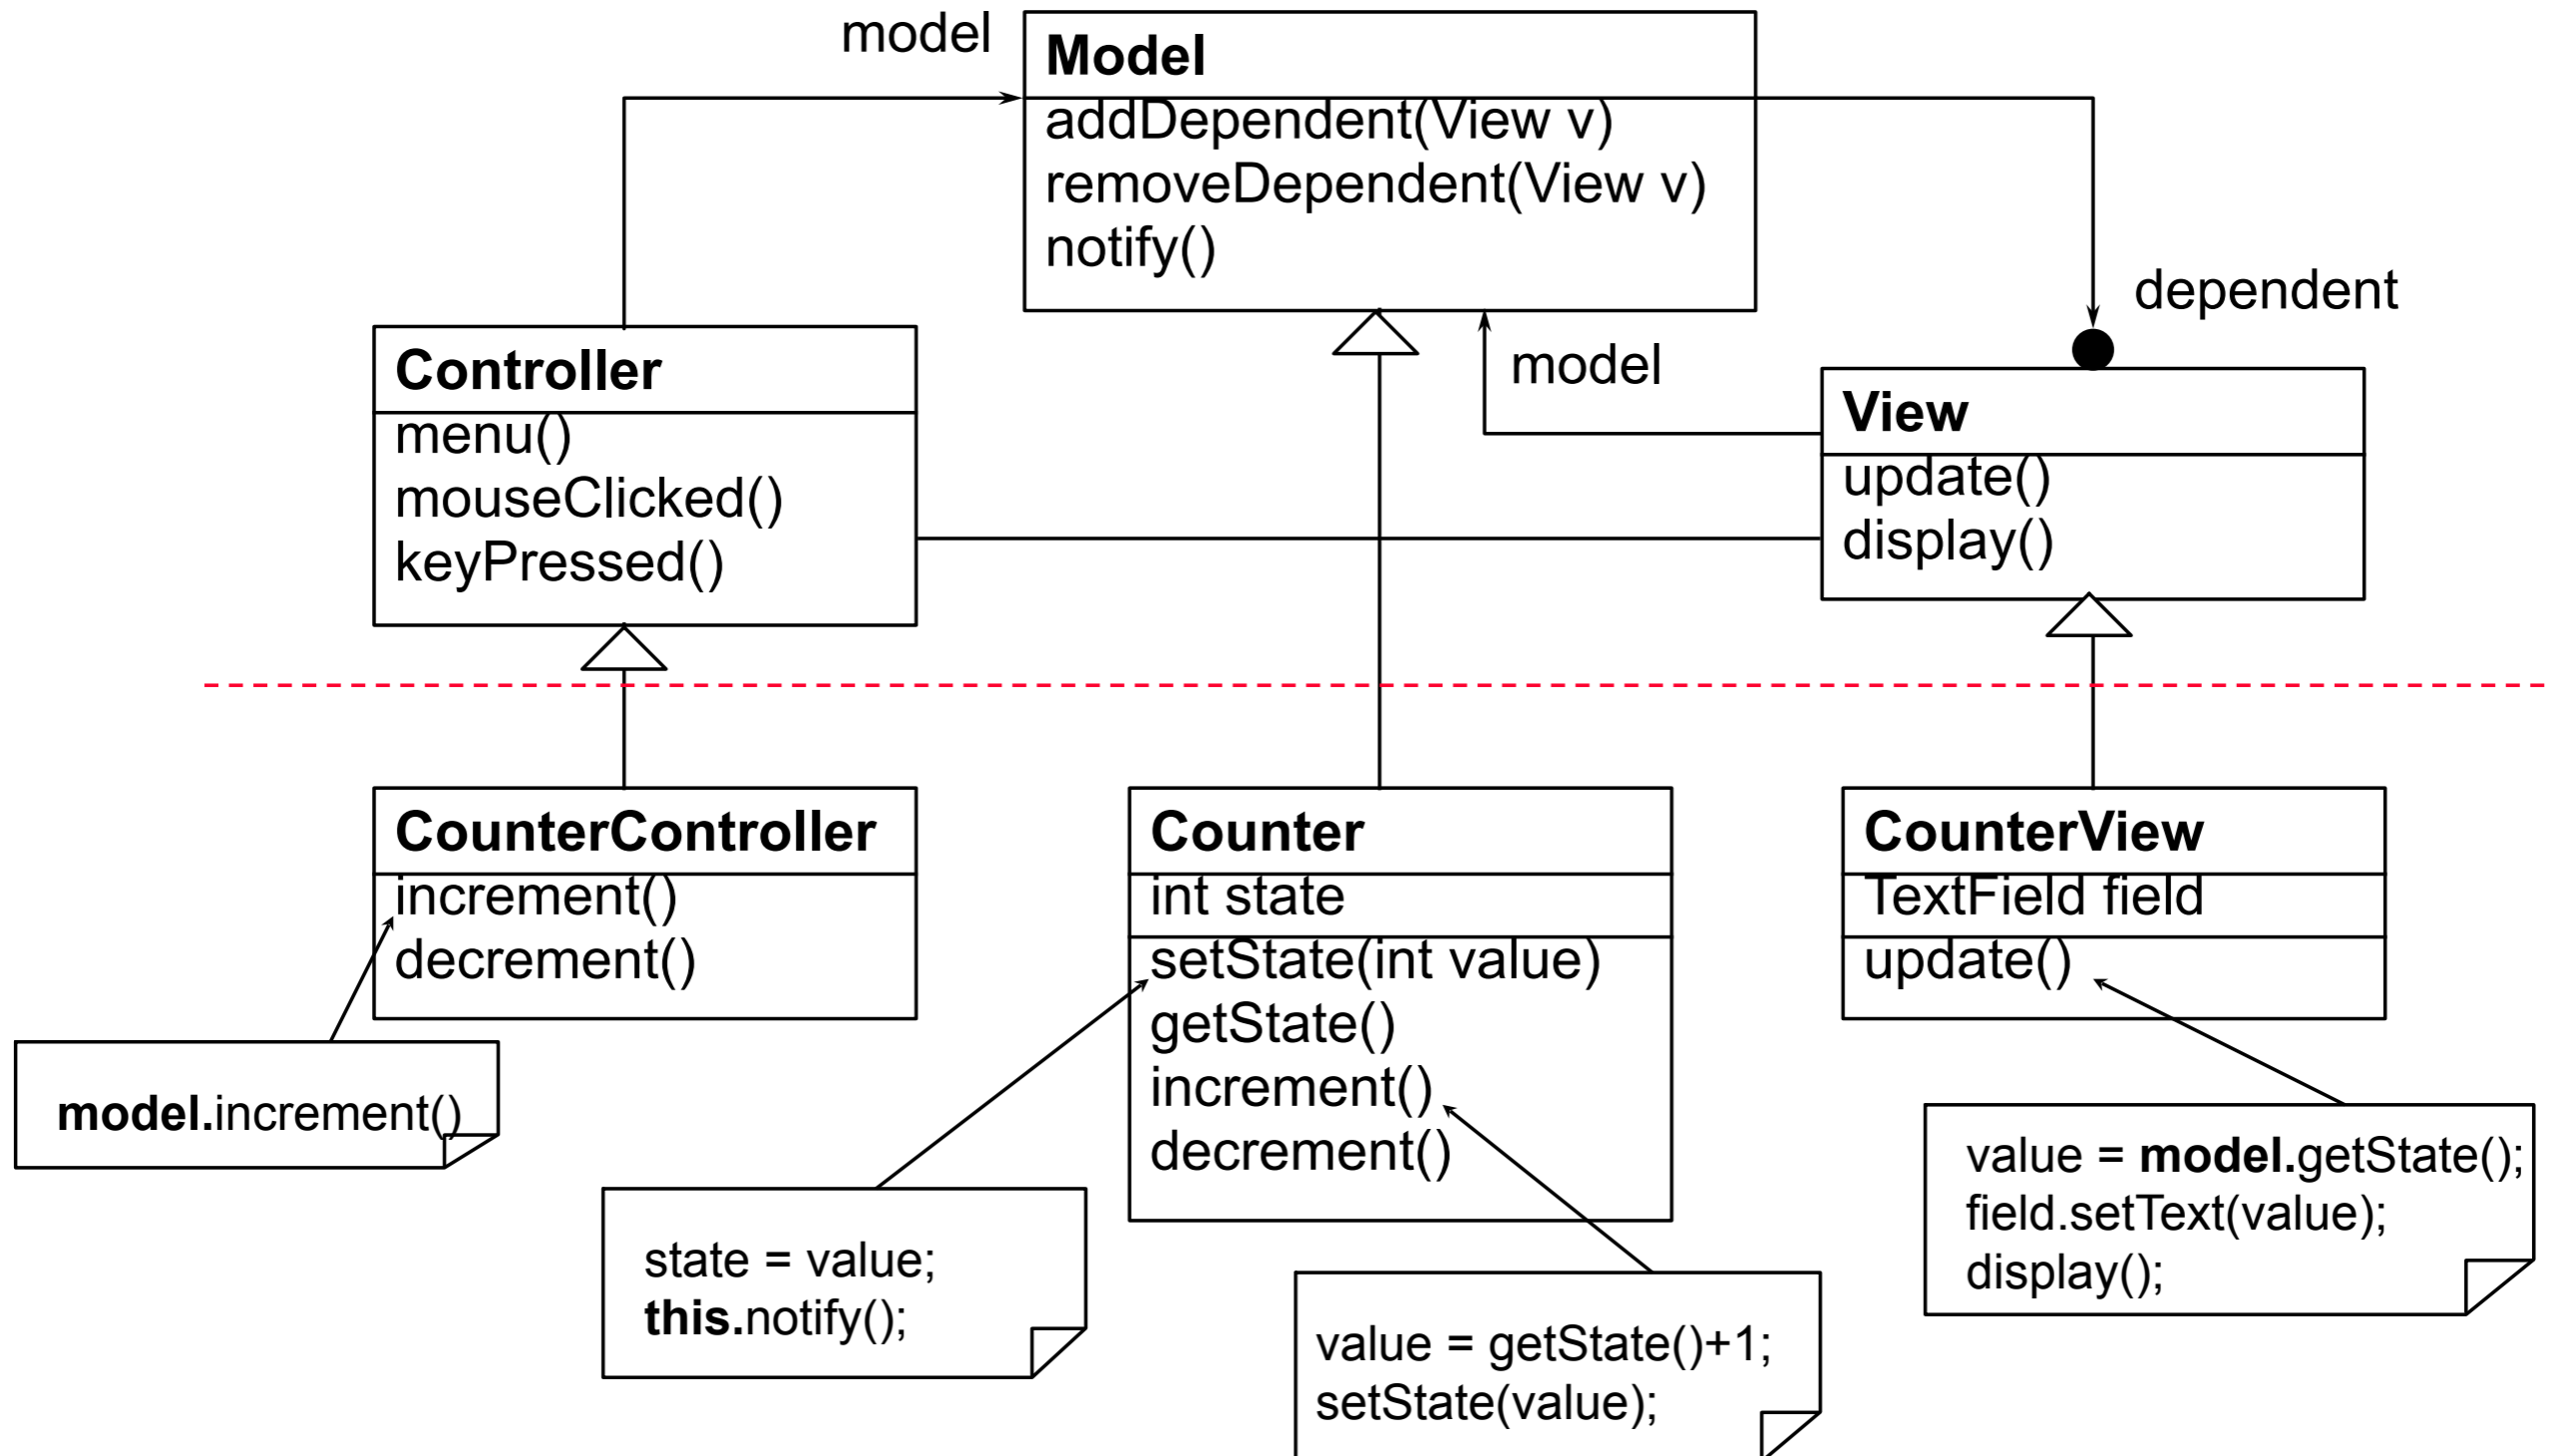 model
Model
addDependent(View v)
removeDependent(View v)
notify()
dependent
model
Controller
menu()
mouseClicked()
keyPressed()
View
update()
display()
CounterController
increment()
decrement()
Counter
int state
setState(int value)
getState()
increment()
decrement()
CounterView
TextField field
update()
model.increment()
state = value;
this.notify();
value = getState()+1;
setState(value);
value = model.getState();
field.setText(value);
display();